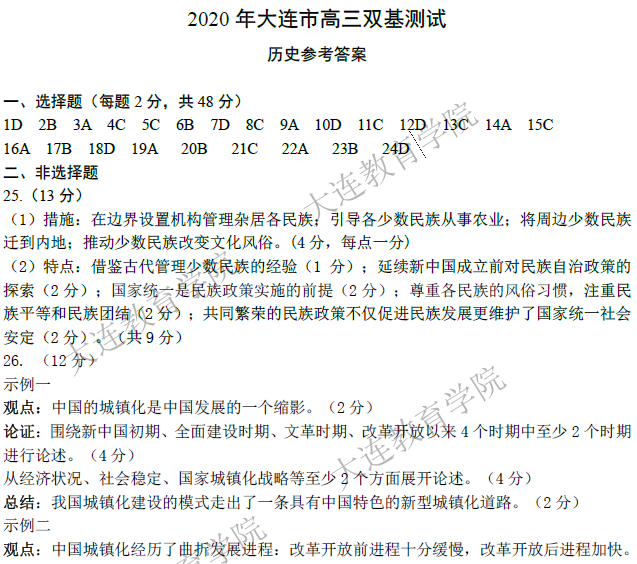 2020 年大连市高三双基测试
历史参考答案
一、选择题（每题 2 分，共 48 分）
1D 2B 3A 4C 5C 6B 7D 8C 9A 10D 11C 12D 13C 14A 15C
16A 17B 18D 19A 20B 21C 22A 23B 24D
二、非选择题
25.（13 分）
（1）措施：在边界设置机构管理杂居各民族；引导各少数民族从事农业；将周边少数民族
迁到内地；推动少数民族改变文化风俗。(4 分，每点一分)
（2）特点：借鉴古代管理少数民族的经验（1 分）；延续新中国成立前对民族自治政策的
探索（2 分）；国家统一是民族政策实施的前提（2 分）；尊重各民族的风俗习惯，注重民
族平等和民族团结（2 分）；共同繁荣的民族政策不仅促进民族发展更维护了国家统一社会
安定（2 分）。（共 9 分）
26. （12 分）
示例一
观点：中国的城镇化是中国发展的一个缩影。（2 分）
论证：围绕新中国初期、全面建设时期、文革时期、改革开放以来 4 个时期中至少 2 个时期
进行论述。（4 分）
从经济状况、社会稳定、国家城镇化战略等至少 2 个方面展开论述。（4 分）
总结：我国城镇化建设的模式走出了一条具有中国特色的新型城镇化道路。（2 分）
示例二
观点：中国城镇化经历了曲折发展进程：改革开放前进程十分缓慢，改革开放后进程加快。
大连教育学院
大连教育学院
大连教育学院